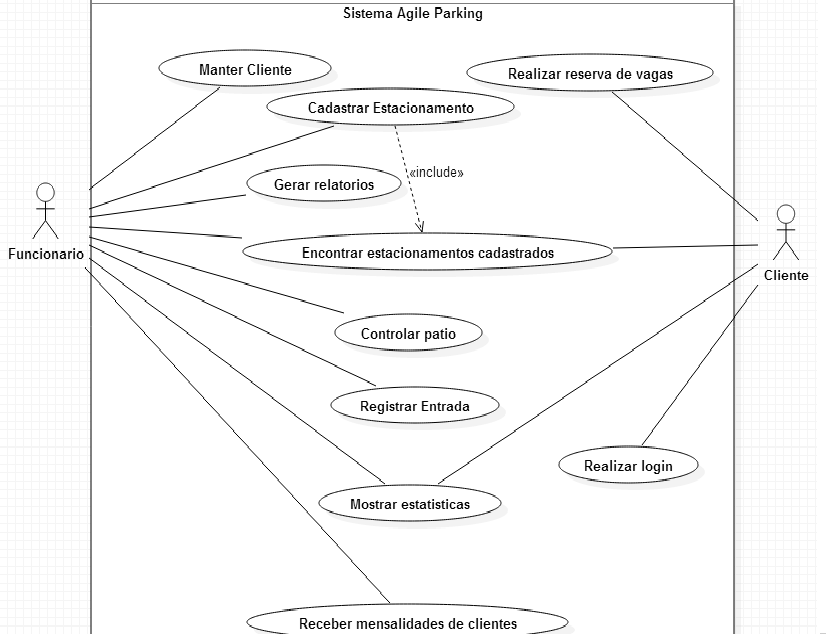 Sistema Agile Parking
Manter Cliente
Realizar reserva de vagas
Cadastrar Estacionamento
«include»
Gerar relatorios
Funcionario
Encontrar estacionamentos cadastrados
Cliente
Controlar patio
Registrar Entrada
Realizar login
Mostrar estatisticas
Receber mensalidades de clientes